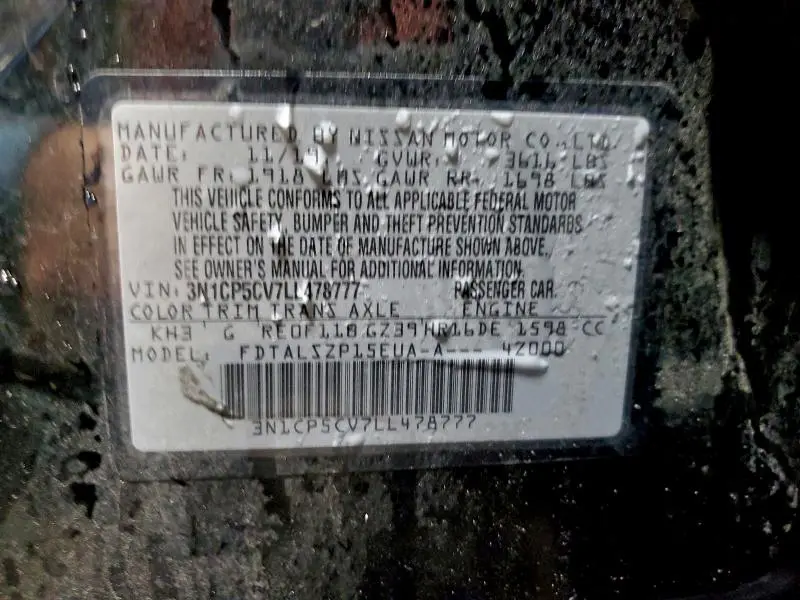 MANUFACTURED BY NISSAN MOTOR CO.,LTD.
DATE: 11/19 GVWR: 3616 LBS
GAWR FR: 1918 LBS GAWR RR: 1698 LBS
THIS VEHICLE CONFORMS TO ALL APPLICABLE FEDERAL MOTOR
VEHICLE SAFETY, BUMPER AND THEFT PREVENTION STANDARDS
IN EFFECT ON THE DATE OF MANUFACTURE SHOWN ABOVE.
SEE OWNER'S MANUAL FOR ADDITIONAL INFORMATION.
VIN: 3N1CP5CV7LL478777 PASSENGER CAR
COLOR TRIM TRANS AXLE ENGINE
KH3 G RE0F11B GZ39 HR16DE 1598 CC
MODEL: FDTALSZP15EUA-A--- 4Z000
3N1CP5CV7LL478777